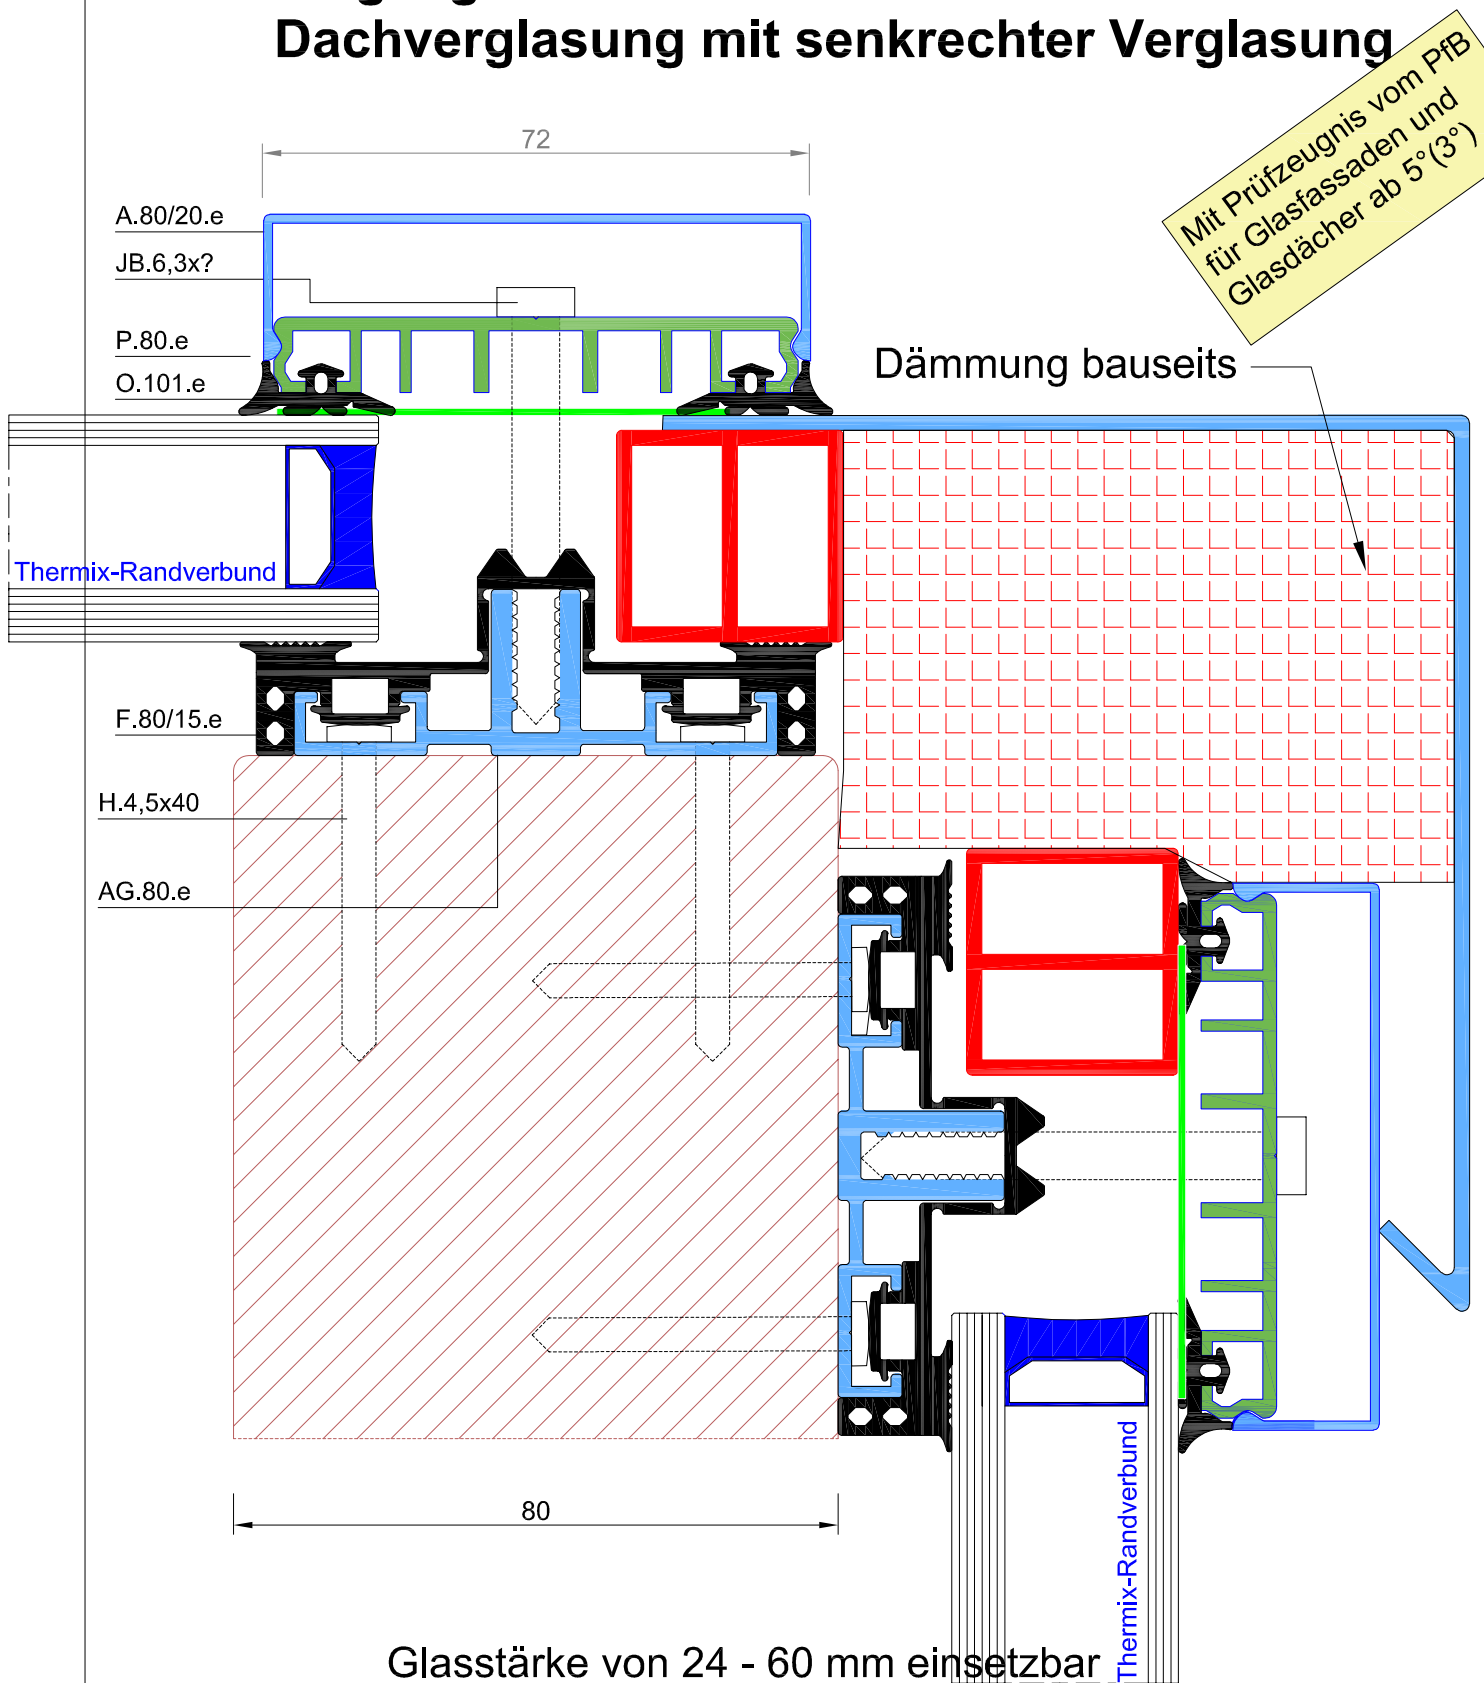 Dachverglasung mit senkrechter Verglasung
Mit Prüfzeugnis vom PfB
für Glasfassaden und
Glasdächer ab 5°(3°)
72
A.80/20.e
JB.6,3x?
P.80.e
O.101.e
Dämmung bauseits
Thermix-Randverbund
F.80/15.e
H.4,5x40
AG.80.e
80
Thermix-Randverbund
Glasstärke von 24 - 60 mm einsetzbar